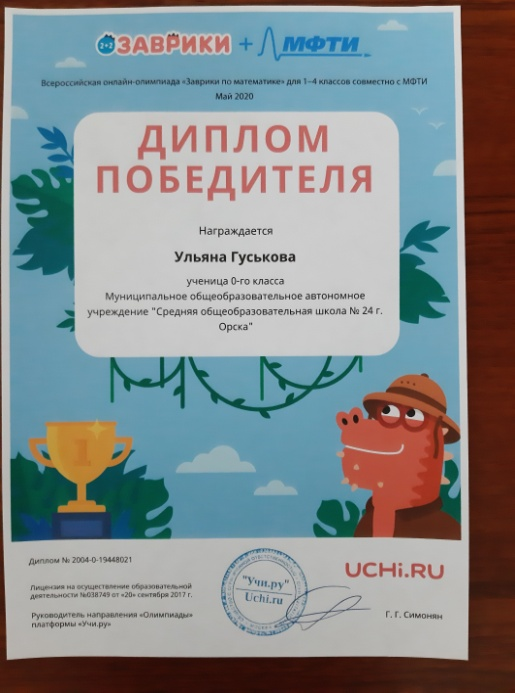 2+2 ЗАВРИКИ + МФТИ
Всероссийская онлайн-олимпиада «Заврики по математике» для 1–4 классов совместно с МФТИ
Май 2020
ДИПЛОМ
ПОБЕДИТЕЛЯ
Награждается
Ульяна Гуськова
ученица 0-го класса
Муниципальное общеобразовательное автономное
учреждение "Средняя общеобразовательная школа № 24 г.
Орска"
1
Диплом № 2004-0-19448021
UCHi.RU
Лицензия на осуществление образовательной
деятельности №038749 от «20» сентября 2017 г.
"Учи.ру"
Uchi.ru
Руководитель направления «Олимпиады»
платформы «Учи.ру»
Г. Г. Симонян